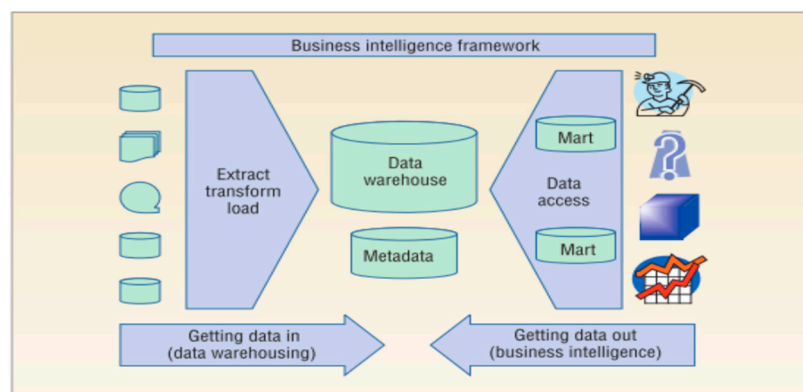 Business intelligence framework
Extract
transform
load
Data
warehouse
Metadata
Mart
Data
access
Mart
?
Getting data in
(data warehousing)
Getting data out
(business intelligence)